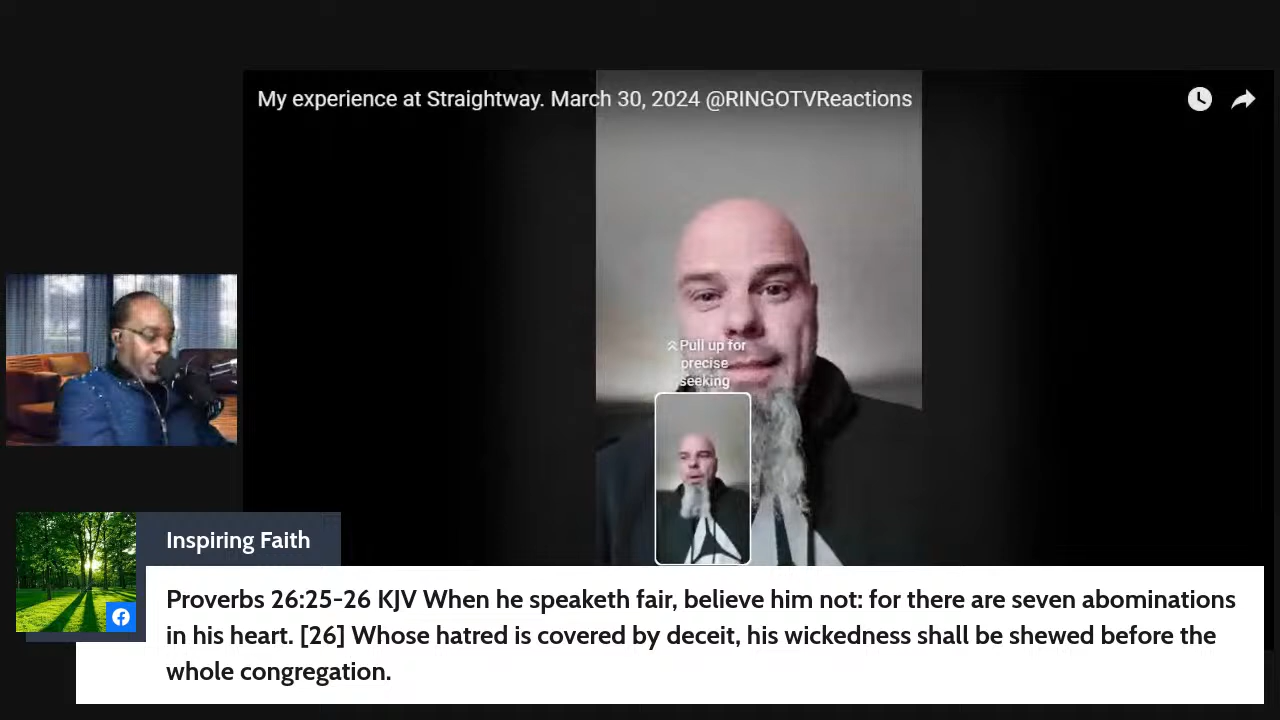 My experience at Straightway. March 30, 2024 @RINGOTVReactions
Pull up for
precise
seeking
Inspiring Faith
Proverbs 26:25-26 KJV When he speaketh fair, believe him not: for there are seven abominations
in his heart. [26] Whose hatred is covered by deceit, his wickedness shall be shewed before the
whole congregation.